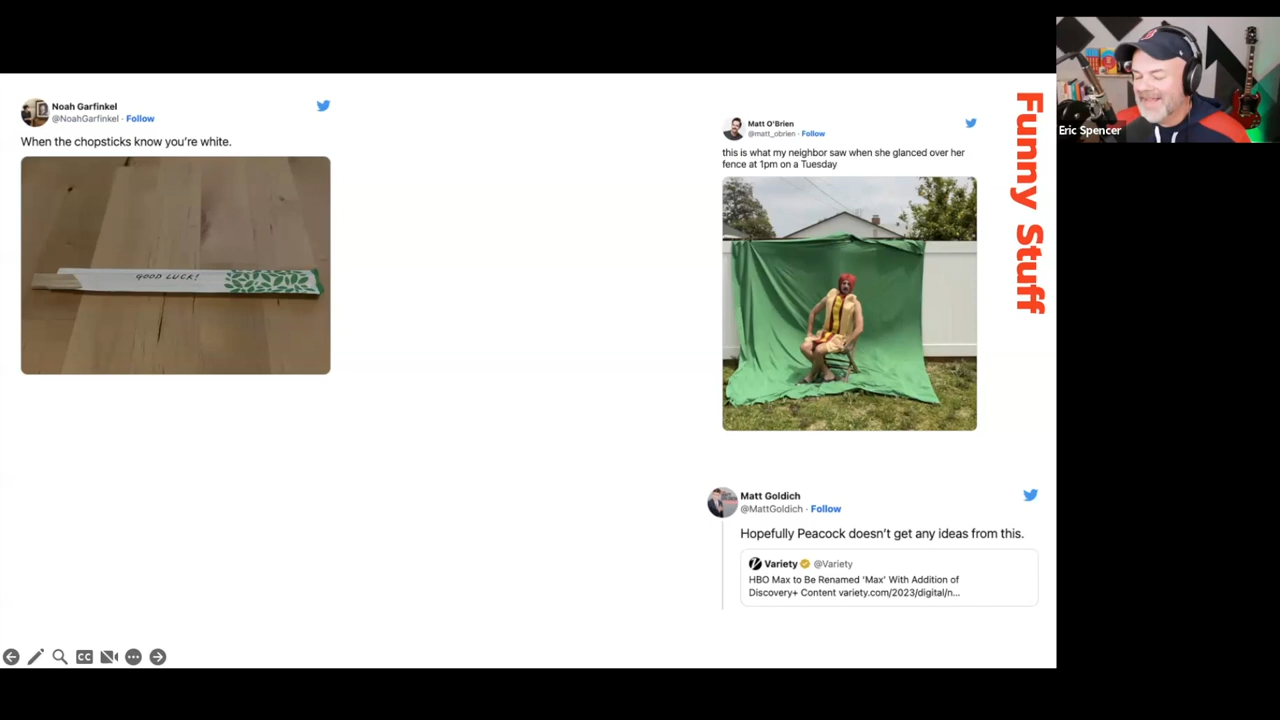 Noah Garfinkel
@NoahGarfinkel · Follow
When the chopsticks know you're white.
GOOD LUCK!
Matt O'Brien
@matt_obrien · Follow
this is what my neighbor saw when she glanced over her
fence at 1pm on a Tuesday
Funny Stuff
Matt Goldich
@MattGoldich · Follow
Hopefully Peacock doesn't get any ideas from this.
Variety @Variety
HBO Max to Be Renamed 'Max' With Addition of
Discovery+ Content variety.com/2023/digital/n...
CC
Eric Spencer